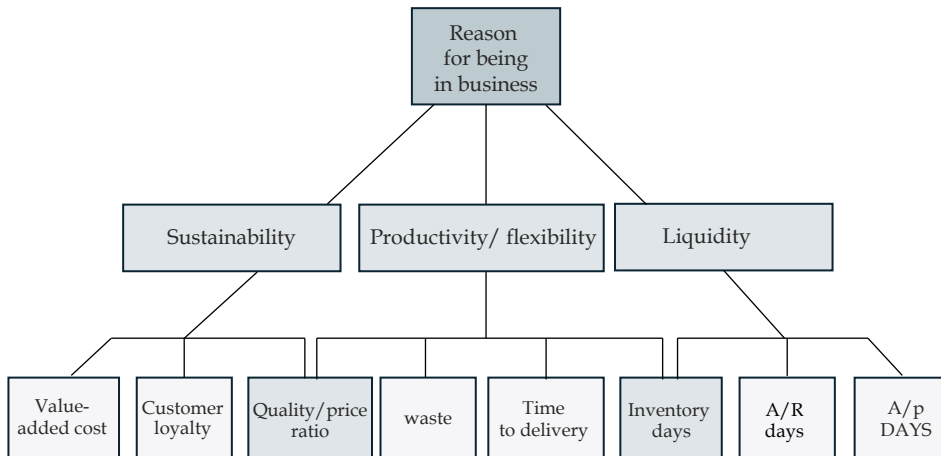 Reason
for being
in business
Sustainability
Productivity/ flexibility
Liquidity
Value-
added cost
Customer
loyalty
Quality/price
ratio
waste
Time
to delivery
Inventory
days
A/R
days
A/p
DAYS